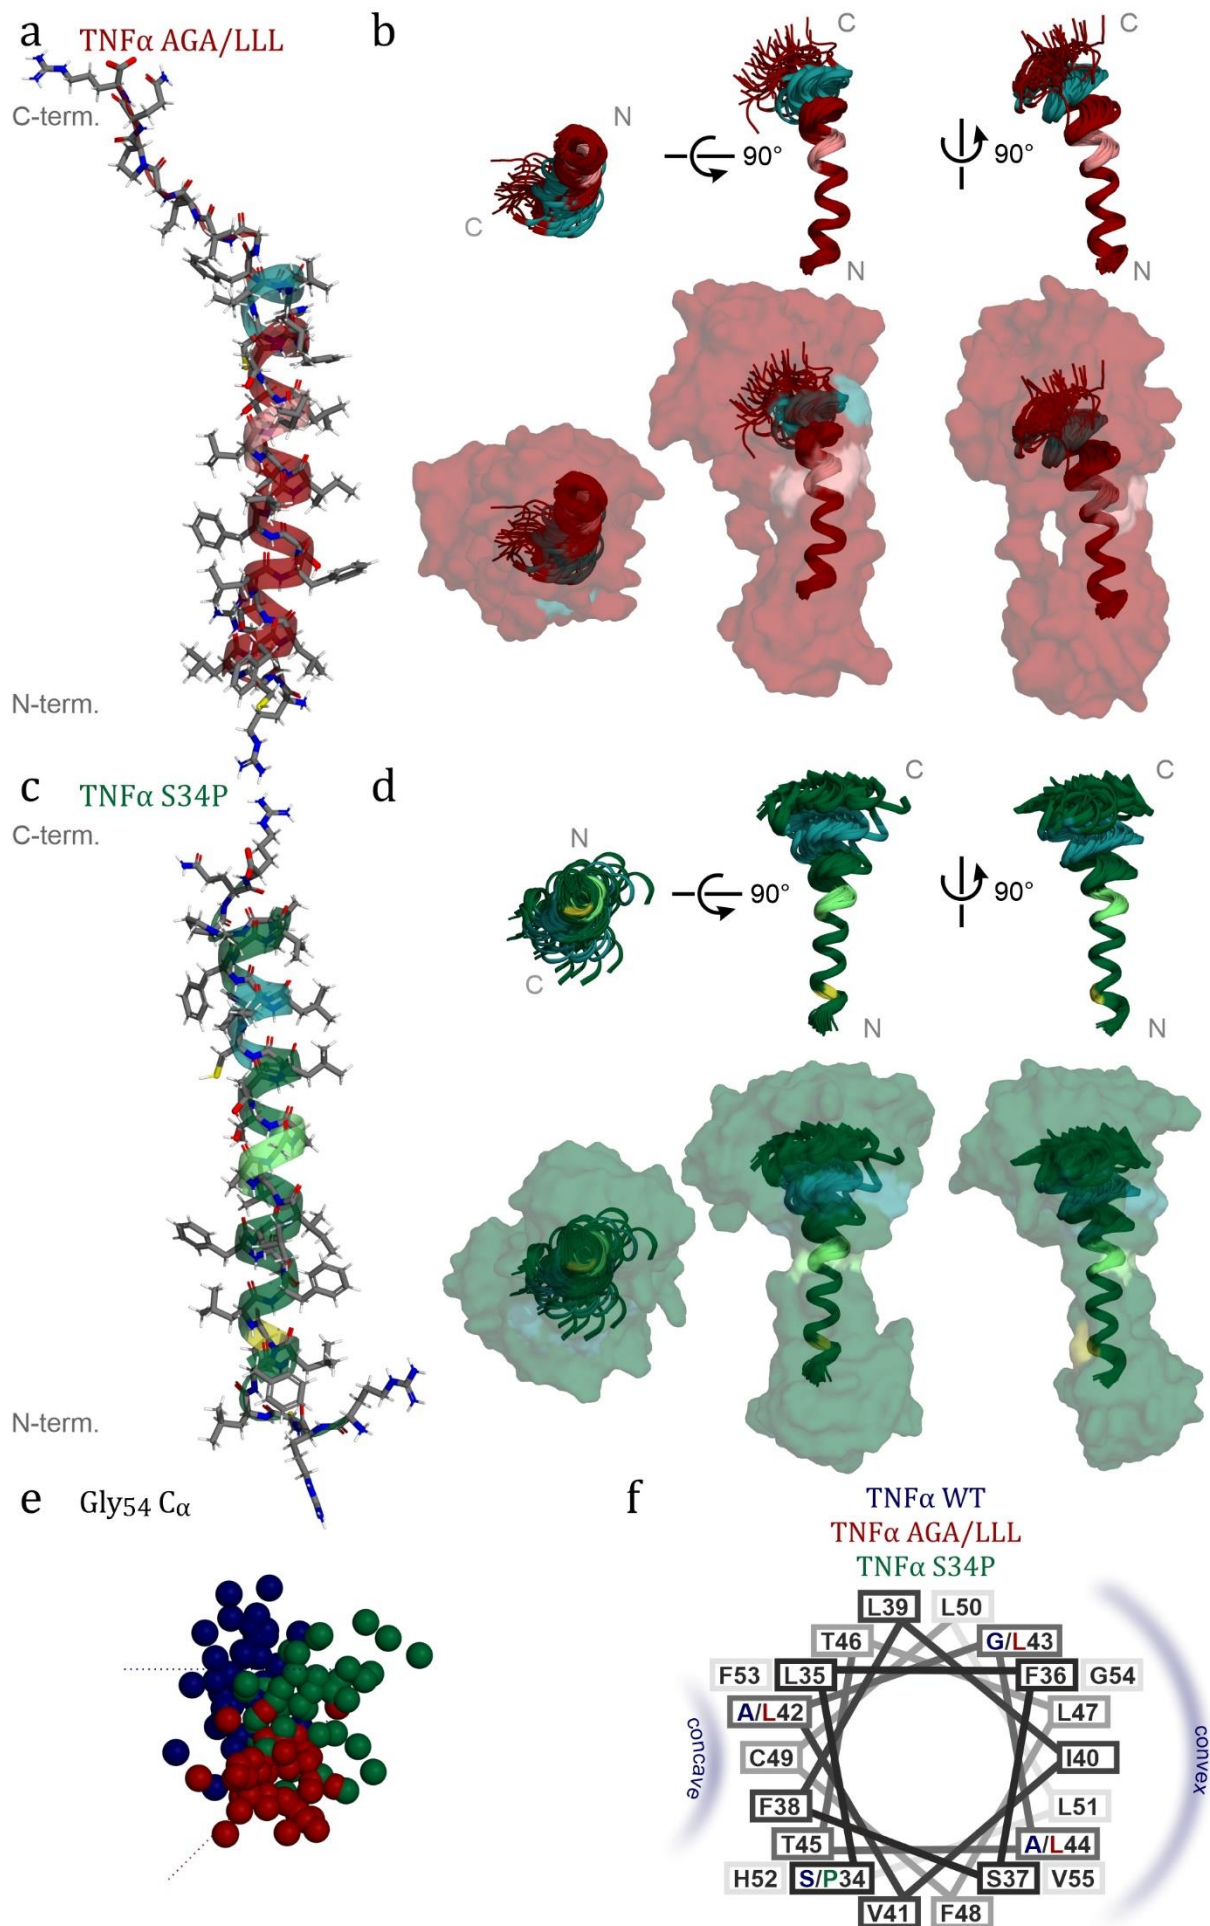 a
TNFα AGA/LLL
C-term.
N-term.
b
N
C
90°
C
N
90°
C
N
c
TNFα S34P
C-term.
N-term.
d
N
C
90°
C
N
90°
C
N
e
Gly54 Cα
f
TNFα WT
TNFα AGA/LLL
TNFα S34P
L39 L50
T46 G/L43
F53 L35 F36 G54
A/L42 L47
C49 I40
F38 L51
T45 A/L44
H52 S/P34 S37 V55
V41 F48
concave
convex